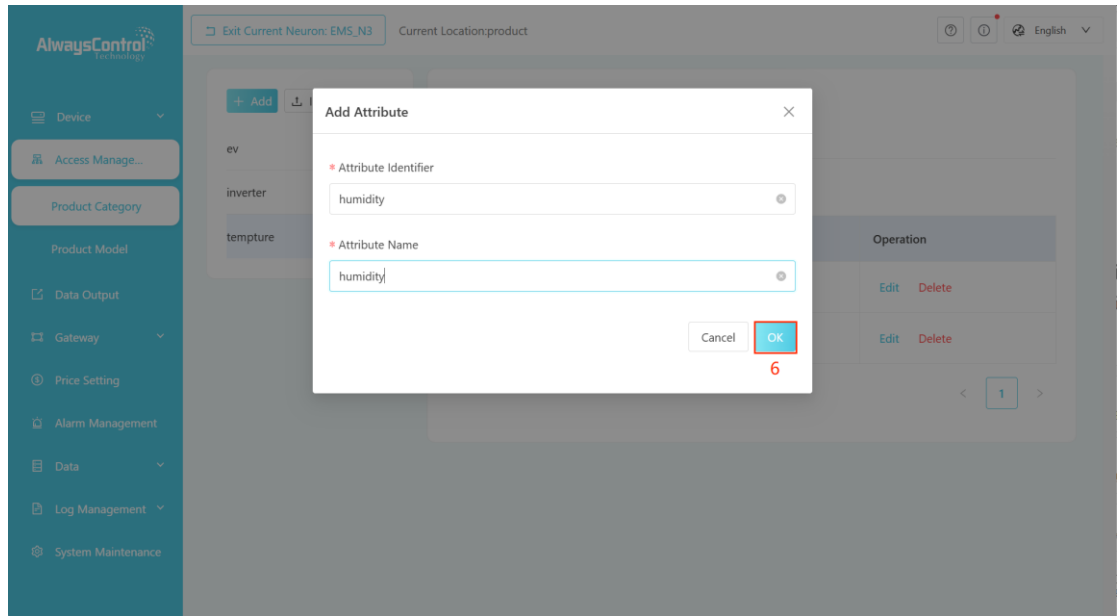 AlwaysControl
Technology
Exit Current Neuron: EMS_N3
Current Location:product
English
Device
Access Manage...
Product Category
Product Model
Data Output
Gateway
Price Setting
Alarm Management
Data
Log Management
System Maintenance
+ Add
ev
inverter
tempture
Add Attribute
* Attribute Identifier
humidity
* Attribute Name
humidity
Cancel
OK
6
Operation
Edit Delete
Edit Delete
< 1 >